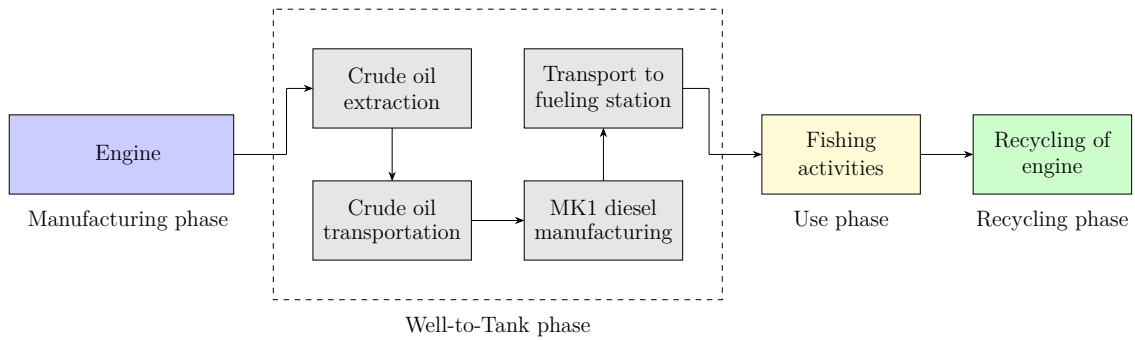 Engine
Manufacturing phase
Crude oil
extraction
Crude oil
transportation
MK1 diesel
manufacturing
Transport to
fueling station
Well-to-Tank phase
Fishing
activities
Use phase
Recycling of
engine
Recycling phase